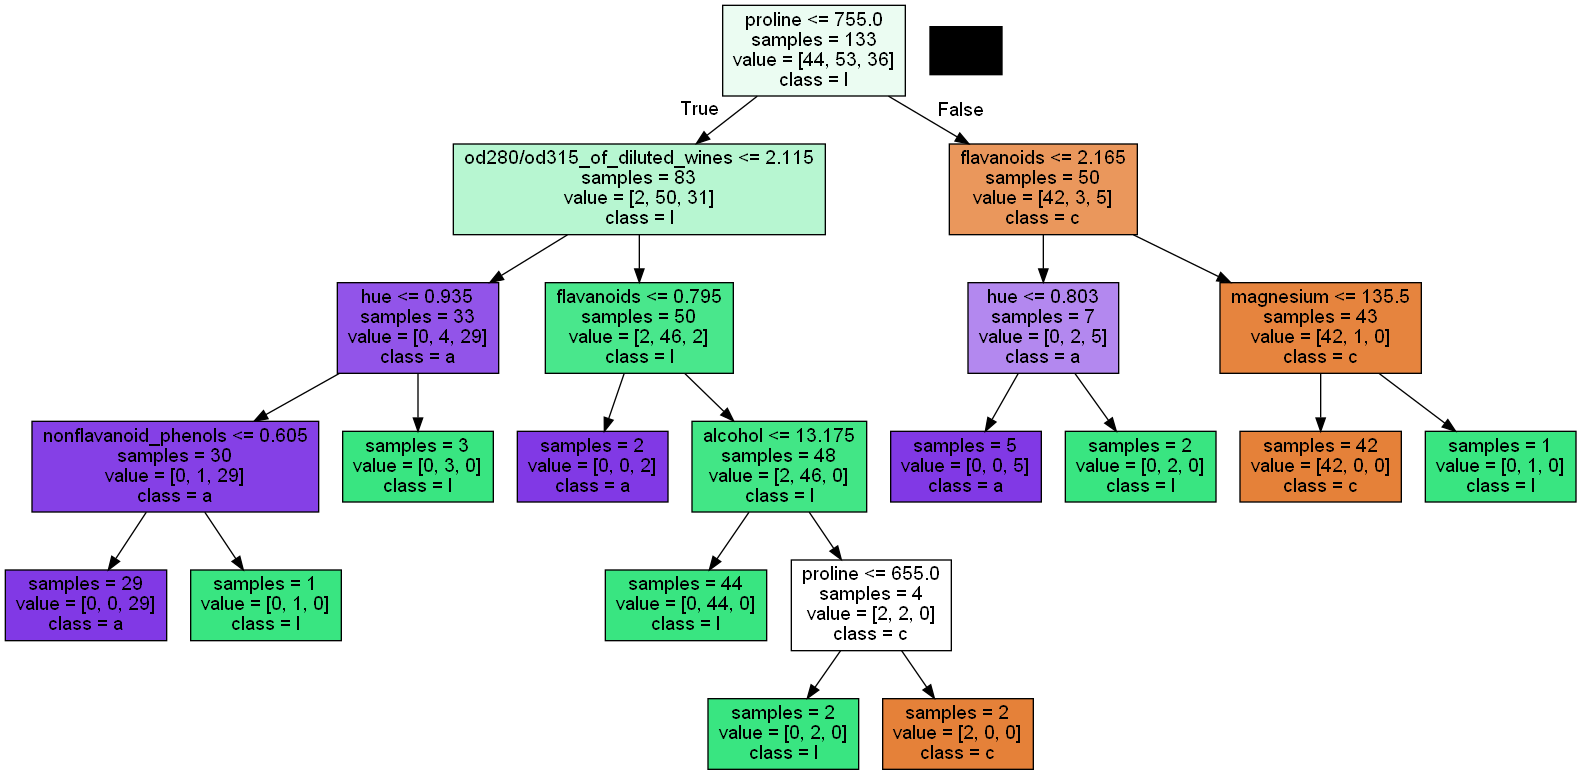 proline <= 755.0
samples = 133
value = [44, 53, 36]
class = l
True
False
od280/od315_of_diluted_wines <= 2.115
samples = 83
value = [2, 50, 31]
class = l
flavanoids <= 2.165
samples = 50
value = [42, 3, 5]
class = c
hue <= 0.935
samples = 33
value = [0, 4, 29]
class = a
flavanoids <= 0.795
samples = 50
value = [2, 46, 2]
class = l
hue <= 0.803
samples = 7
value = [0, 2, 5]
class = a
magnesium <= 135.5
samples = 43
value = [42, 1, 0]
class = c
nonflavanoid_phenols <= 0.605
samples = 30
value = [0, 1, 29]
class = a
samples = 3
value = [0, 3, 0]
class = l
samples = 2
value = [0, 0, 2]
class = a
alcohol <= 13.175
samples = 48
value = [2, 46, 0]
class = l
samples = 5
value = [0, 0, 5]
class = a
samples = 2
value = [0, 2, 0]
class = l
samples = 42
value = [42, 0, 0]
class = c
samples = 1
value = [0, 1, 0]
class = l
samples = 29
value = [0, 0, 29]
class = a
samples = 1
value = [0, 1, 0]
class = l
samples = 44
value = [0, 44, 0]
class = l
proline <= 655.0
samples = 4
value = [2, 2, 0]
class = c
samples = 2
value = [0, 2, 0]
class = l
samples = 2
value = [2, 0, 0]
class = c